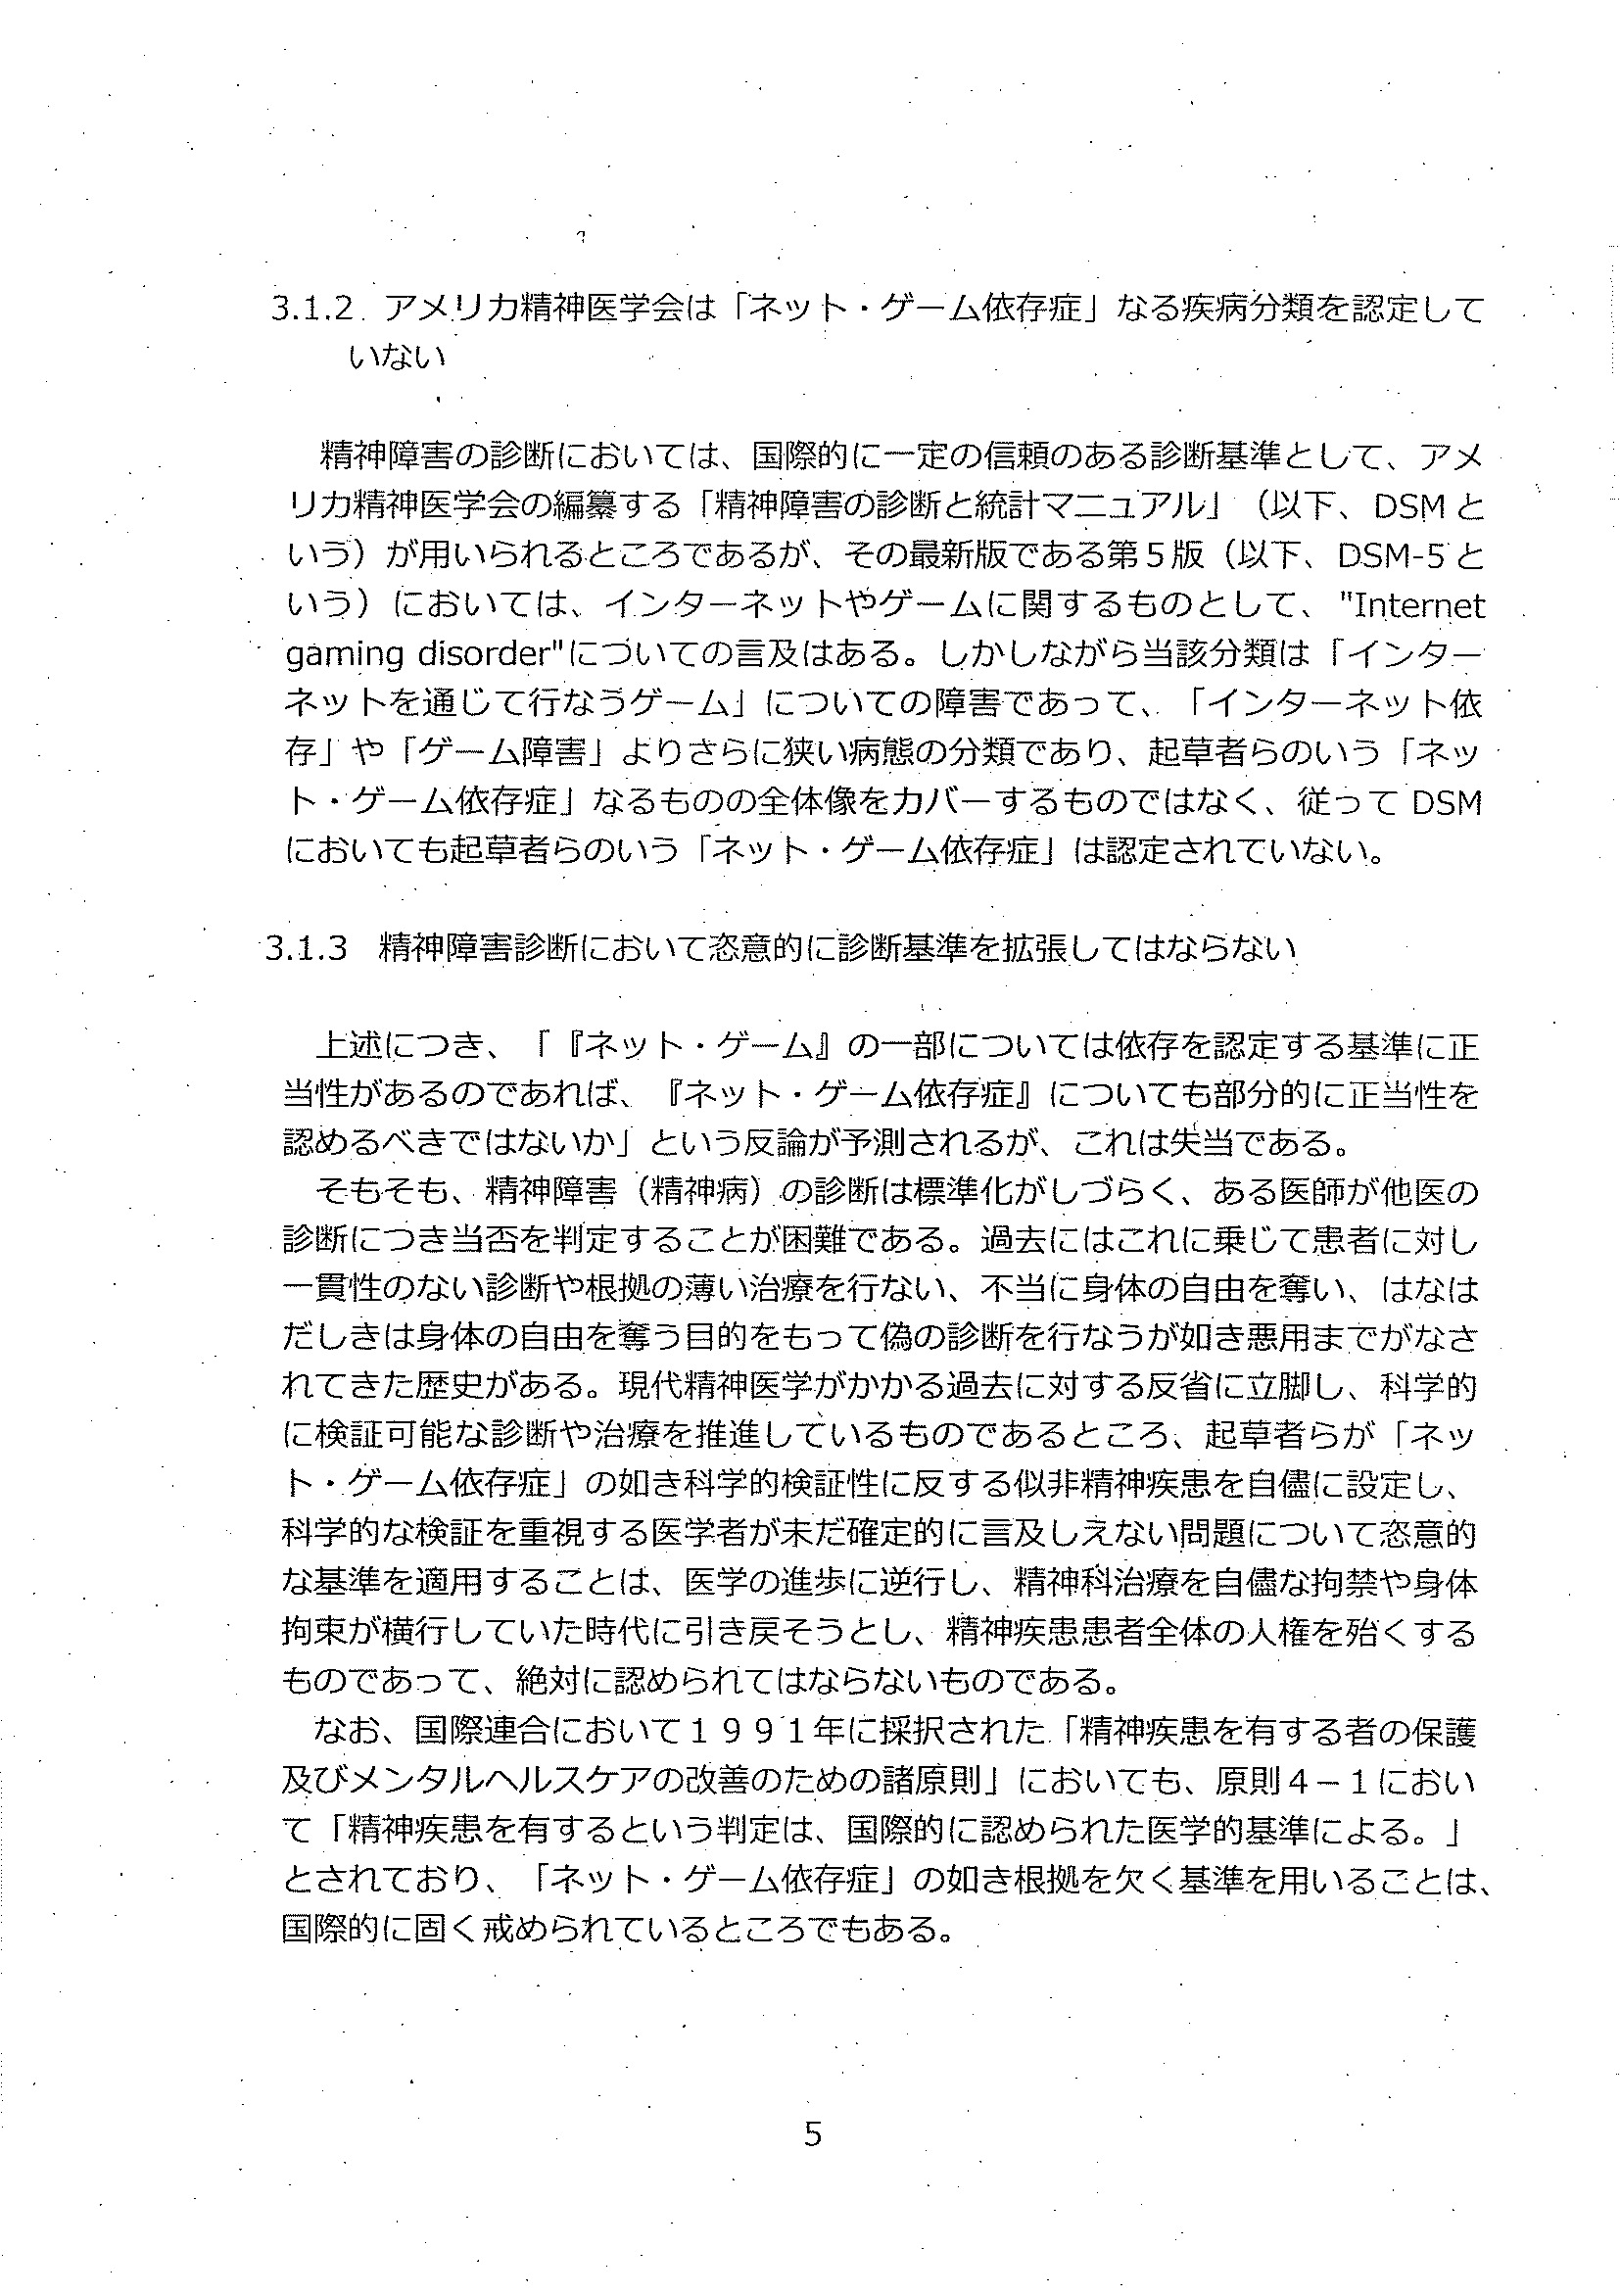 3.1.2 アメリカ精神医学会は「ネット・ゲーム依存症」なる疾病分類を認定して
いない
精神障害の診断においては、国際的に一定の信頼のある診断基準として、アメ
リカ精神医学会の編纂する「精神障害の診断と統計マニュアル」（以下、DSM と
いう）が用いられるところであるが、その最新版である第５版（以下、DSM-5 と
いう）においては、インターネットやゲームに関するものとして、"Internet
gaming disorder"についての言及はある。しかしながら当該分類は「インター
ネットを通じて行なうゲーム」についての障害であって、「インターネット依
存」や「ゲーム障害」よりさらに狭い病態の分類であり、起草者らのいう「ネッ
ト・ゲーム依存症」なるものの全体像をカバーするものではなく、従って DSM
においても起草者らのいう「ネット・ゲーム依存症」は認定されていない。
3.1.3 精神障害診断において恣意的に診断基準を拡張してはならない
上述につき、「『ネット・ゲーム』の一部については依存を認定する基準に正
当性があるのであれば、『ネット・ゲーム依存症』についても部分的に正当性を
認めるべきではないか」という反論が予測されるが、これは失当である。
そもそも、精神障害（精神病）の診断は標準化がしづらく、ある医師が他医の
診断につき当否を判定することが困難である。過去にはこれに乗じて患者に対し
一貫性のない診断や根拠の薄い治療を行ない、不当に身体の自由を奪い、はなは
だしきは身体の自由を奪う目的をもって偽の診断を行なうが如き悪用までがなさ
れてきた歴史がある。現代精神医学がかかる過去に対する反省に立脚し、科学的
に検証可能な診断や治療を推進しているものであるところ、起草者らが「ネッ
ト・ゲーム依存症」の如き科学的検証性に反する似非精神疾患を自儘に設定し、
科学的な検証を重視する医学者が未だ確定的に言及しえない問題について恣意的
な基準を適用することは、医学の進歩に逆行し、精神科治療を自儘な拘禁や身体
拘束が横行していた時代に引き戻そうとし、精神疾患患者全体の人権を殆くする
ものであって、絶対に認められてはならないものである。
なお、国際連合において１９９１年に採択された「精神疾患を有する者の保護
及びメンタルヘルスケアの改善のための諸原則」においても、原則４－１におい
て「精神疾患を有するという判定は、国際的に認められた医学的基準による。」
とされており、「ネット・ゲーム依存症」の如き根拠を欠く基準を用いることは、
国際的に固く戒められているところでもある。
5